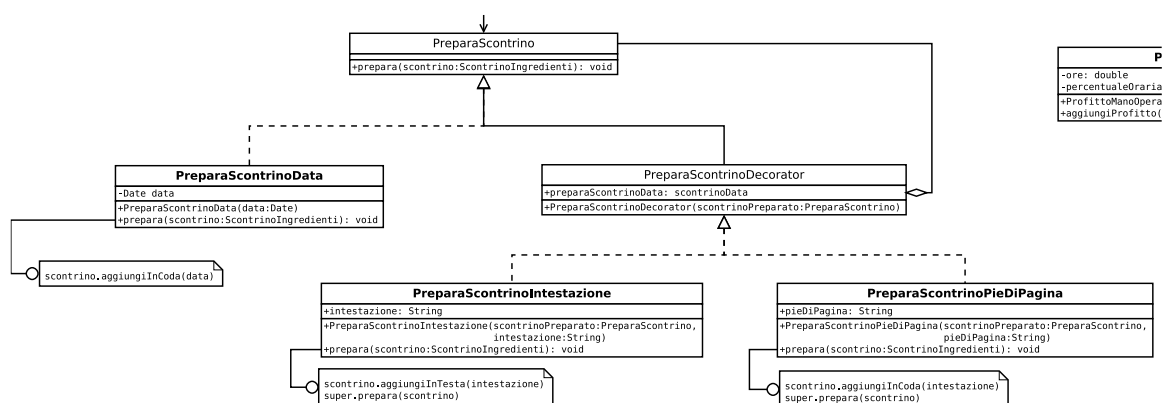 PreparaScontrino
+prepara(scontrino:ScontrinoIngredienti): void
P
-ore: double
-percentualeOraria
+ProfittoManoOpera
+aggiungiProfitto(
PreparaScontrinoData
-Date data
+PreparaScontrinoData(data:Date)
+prepara(scontrino:ScontrinoIngredienti): void
scontrino.aggiungiInCoda(data)
PreparaScontrinoDecorator
+preparaScontrinoData: scontrinoData
+PreparaScontrinoDecorator(scontrinoPreparato:PreparaScontrino)
PreparaScontrinoIntestazione
+intestazione: String
+PreparaScontrinoIntestazione(scontrinoPreparato:PreparaScontrino,
intestazione:String)
+prepara(scontrino:ScontrinoIngredienti): void
scontrino.aggiungiInTesta(intestazione)
super.prepara(scontrino)
PreparaScontrinoPieDiPagina
+pieDiPagina: String
+PreparaScontrinoPieDiPagina(scontrinoPreparato:PreparaScontrino,
pieDiPagina:String)
+prepara(scontrino:ScontrinoIngredienti): void
scontrino.aggiungiInCoda(intestazione)
super.prepara(scontrino)